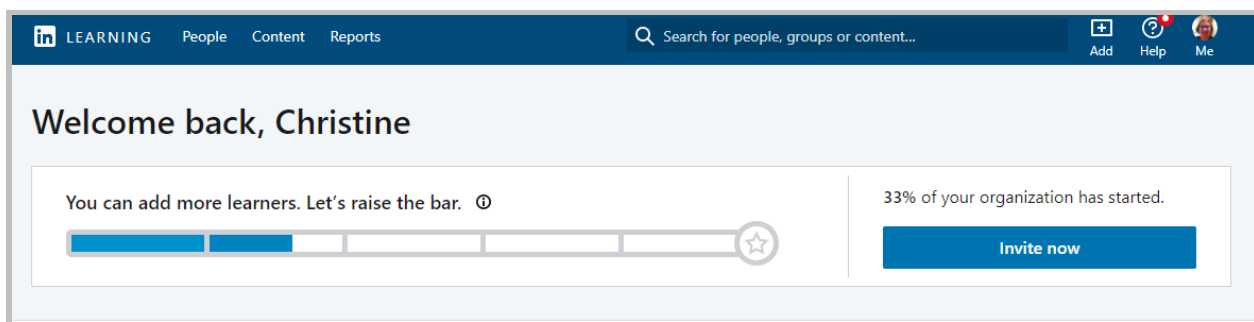 in LEARNING People Content Reports Search for people, groups or content... Add Help Me
Welcome back, Christine
You can add more learners. Let's raise the bar.
33% of your organization has started.
Invite now